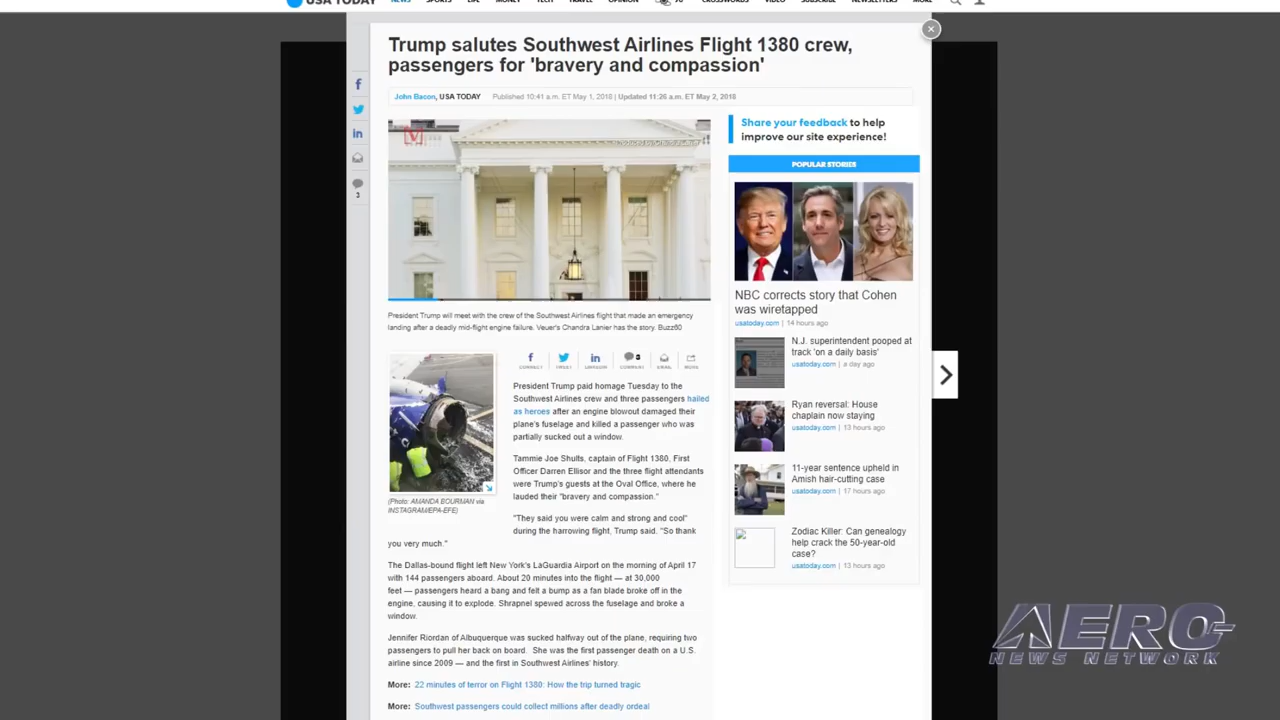 USA TODAY
NEWS SPORTS LIFE MONEY TECH TRAVEL OPINION CROSSWORDS VIDEO SUBSCRIBE NEWSLETTERS MORE
Trump salutes Southwest Airlines Flight 1380 crew,
passengers for 'bravery and compassion'
John Bacon, USA TODAY Published 10:41 a.m. ET May 1, 2018 | Updated 11:26 a.m. ET May 2, 2018
President Trump will meet with the crew of the Southwest Airlines flight that made an emergency
landing after a deadly mid-flight engine failure. Veuer's Chandra Lanier has the story. Buzz60
3
CONNECT TWEET LINKEDIN COMMENT EMAIL MORE
(Photo: AMANDA BOURMAN via
INSTAGRAM/EPA-EFE)
President Trump paid homage Tuesday to the
Southwest Airlines crew and three passengers hailed
as heroes after an engine blowout damaged their
plane's fuselage and killed a passenger who was
partially sucked out a window.
Tammie Joe Shults, captain of Flight 1380, First
Officer Darren Ellisor and the three flight attendants
were Trump's guests at the Oval Office, where he
lauded their "bravery and compassion."
"They said you were calm and strong and cool"
during the harrowing flight, Trump said. "So thank
you very much."
The Dallas-bound flight left New York's LaGuardia Airport on the morning of April 17
with 144 passengers aboard. About 20 minutes into the flight — at 30,000
feet — passengers heard a bang and felt a bump as a fan blade broke off in the
engine, causing it to explode. Shrapnel spewed across the fuselage and broke a
window.
Jennifer Riordan of Albuquerque was sucked halfway out of the plane, requiring two
passengers to pull her back on board. She was the first passenger death on a U.S.
airline since 2009 — and the first in Southwest Airlines' history.
More: 22 minutes of terror on Flight 1380: How the trip turned tragic
More: Southwest passengers could collect millions after deadly ordeal
Share your feedback to help
improve our site experience!
POPULAR STORIES
NBC corrects story that Cohen
was wiretapped
usatoday.com | 14 hours ago
N.J. superintendent pooped at
track 'on a daily basis'
usatoday.com | a day ago
Ryan reversal: House
chaplain now staying
usatoday.com | 13 hours ago
11-year sentence upheld in
Amish hair-cutting case
usatoday.com | 17 hours ago
Zodiac Killer: Can genealogy
help crack the 50-year-old
case?
usatoday.com | 13 hours ago
AERO
NEWS NETWORK